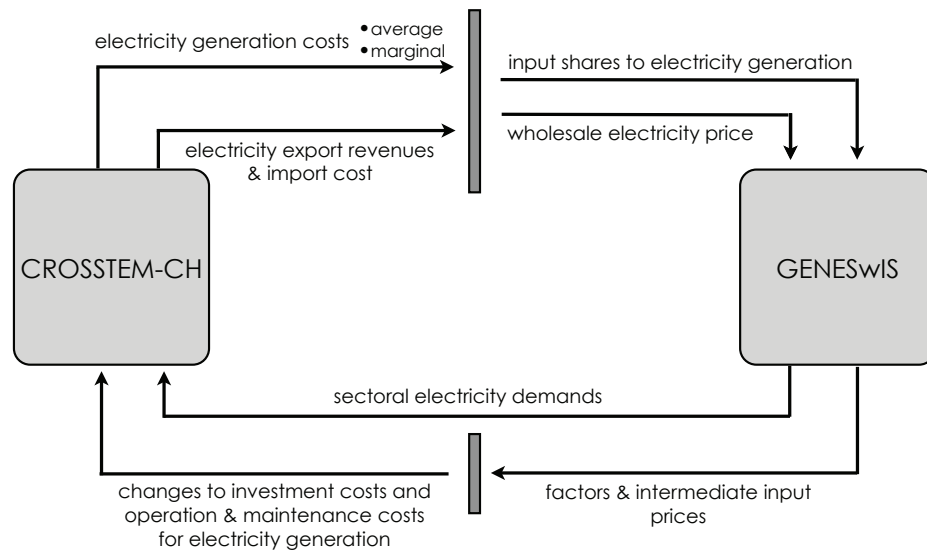 electricity generation costs
• average
• marginal
input shares to electricity generation
wholesale electricity price
electricity export revenues
& import cost
CROSSTEM-CH
GENESwIS
sectoral electricity demands
changes to investment costs and
operation & maintenance costs
for electricity generation
factors & intermediate input
prices